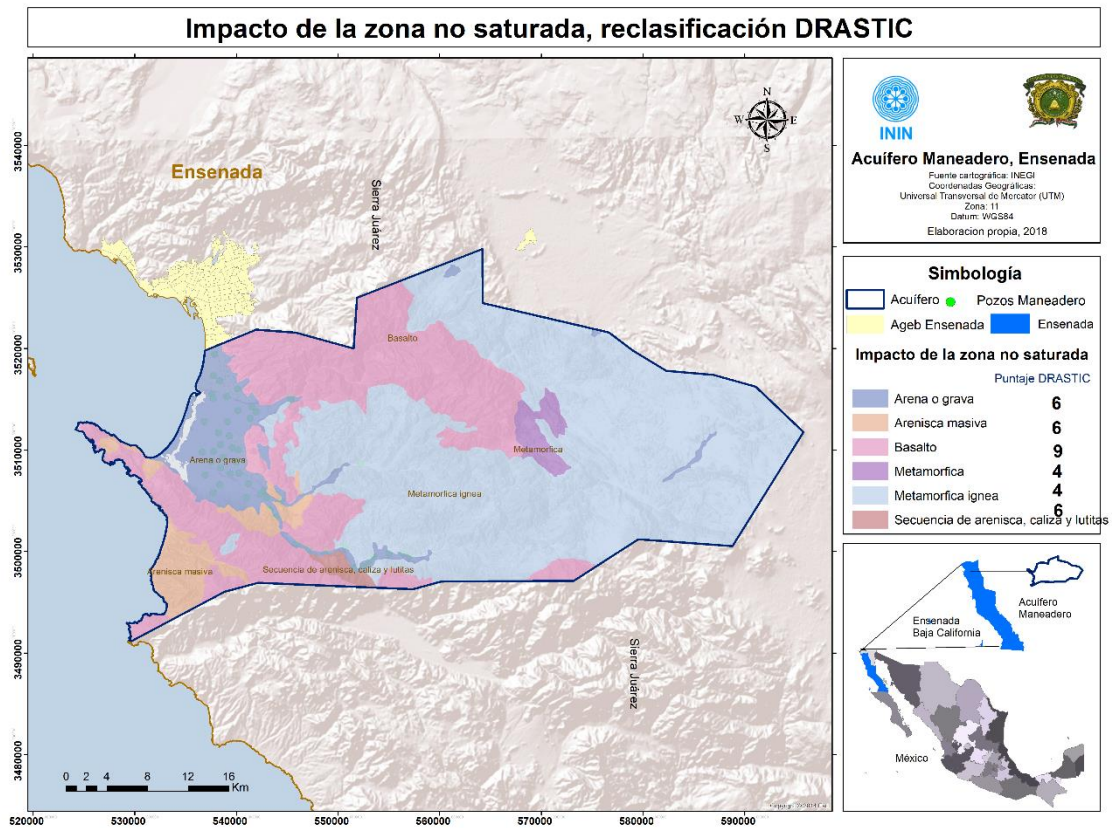 Impacto de la zona no saturada, reclasificación DRASTIC
N
W
E
S
Ensenada
Sierra Juárez
Basalto
Arena o grava
Metamorfica
Metamorfica ignea
Arenisca masiva
Secuencia de arenisca, caliza y lutitas
Sierra Juárez
0 2 4 8 12 16
Km
3540000
3530000
3520000
3510000
3500000
3490000
3480000
520000 530000 540000 550000 560000 570000 580000 590000
ININ
Acuífero Maneadero, Ensenada
Fuente cartográfica: INEGI
Coordenadas Geográficas:
Universal Transversal de Mercator (UTM)
Zona: 11
Datum: WGS84
Elaboracion propia, 2018
Simbología
Acuífero Pozos Maneadero
Ageb Ensenada Ensenada
Impacto de la zona no saturada
Puntaje DRASTIC
Arena o grava 6
Arenisca masiva 6
Basalto 9
Metamorfica 4
Metamorfica ignea 4
Secuencia de arenisca, caliza y lutitas 6
Acuífero
Maneadero
Ensenada
Baja California
México